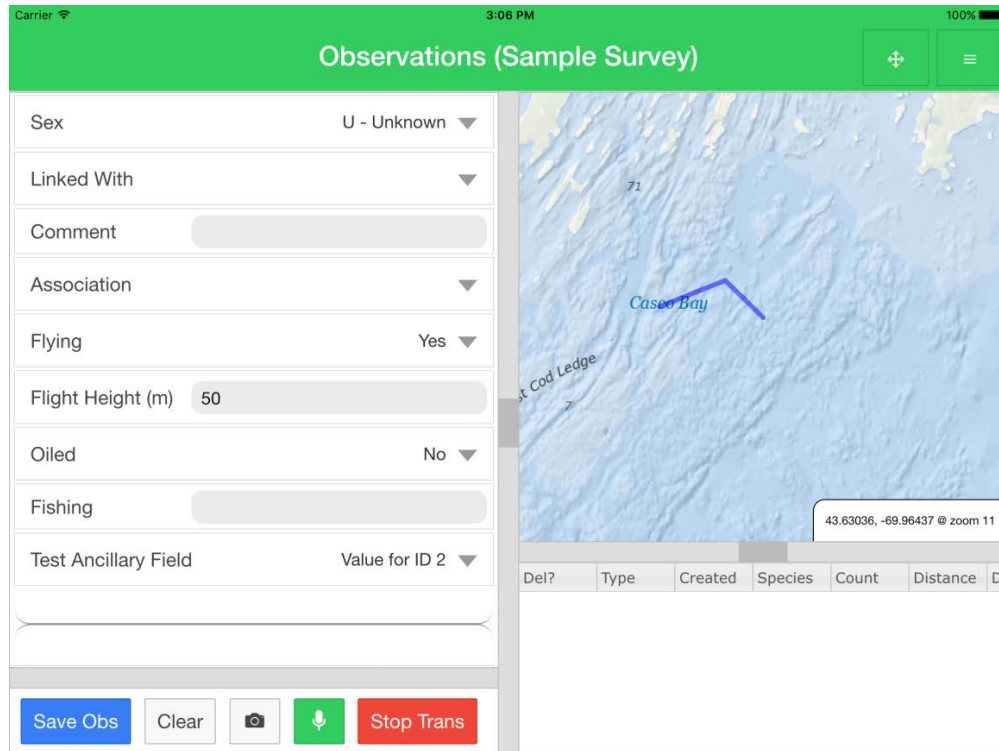 Carrier 3:06 PM 100%
Observations (Sample Survey)
Sex U - Unknown
Linked With
Comment
Association
Flying Yes
Flight Height (m) 50
Oiled No
Fishing
Test Ancillary Field Value for ID 2
Save Obs Clear Stop Trans
71
Casco Bay
st Cod Ledge
7
43.63036, -69.96437 @ zoom 11
Del? Type Created Species Count Distance D